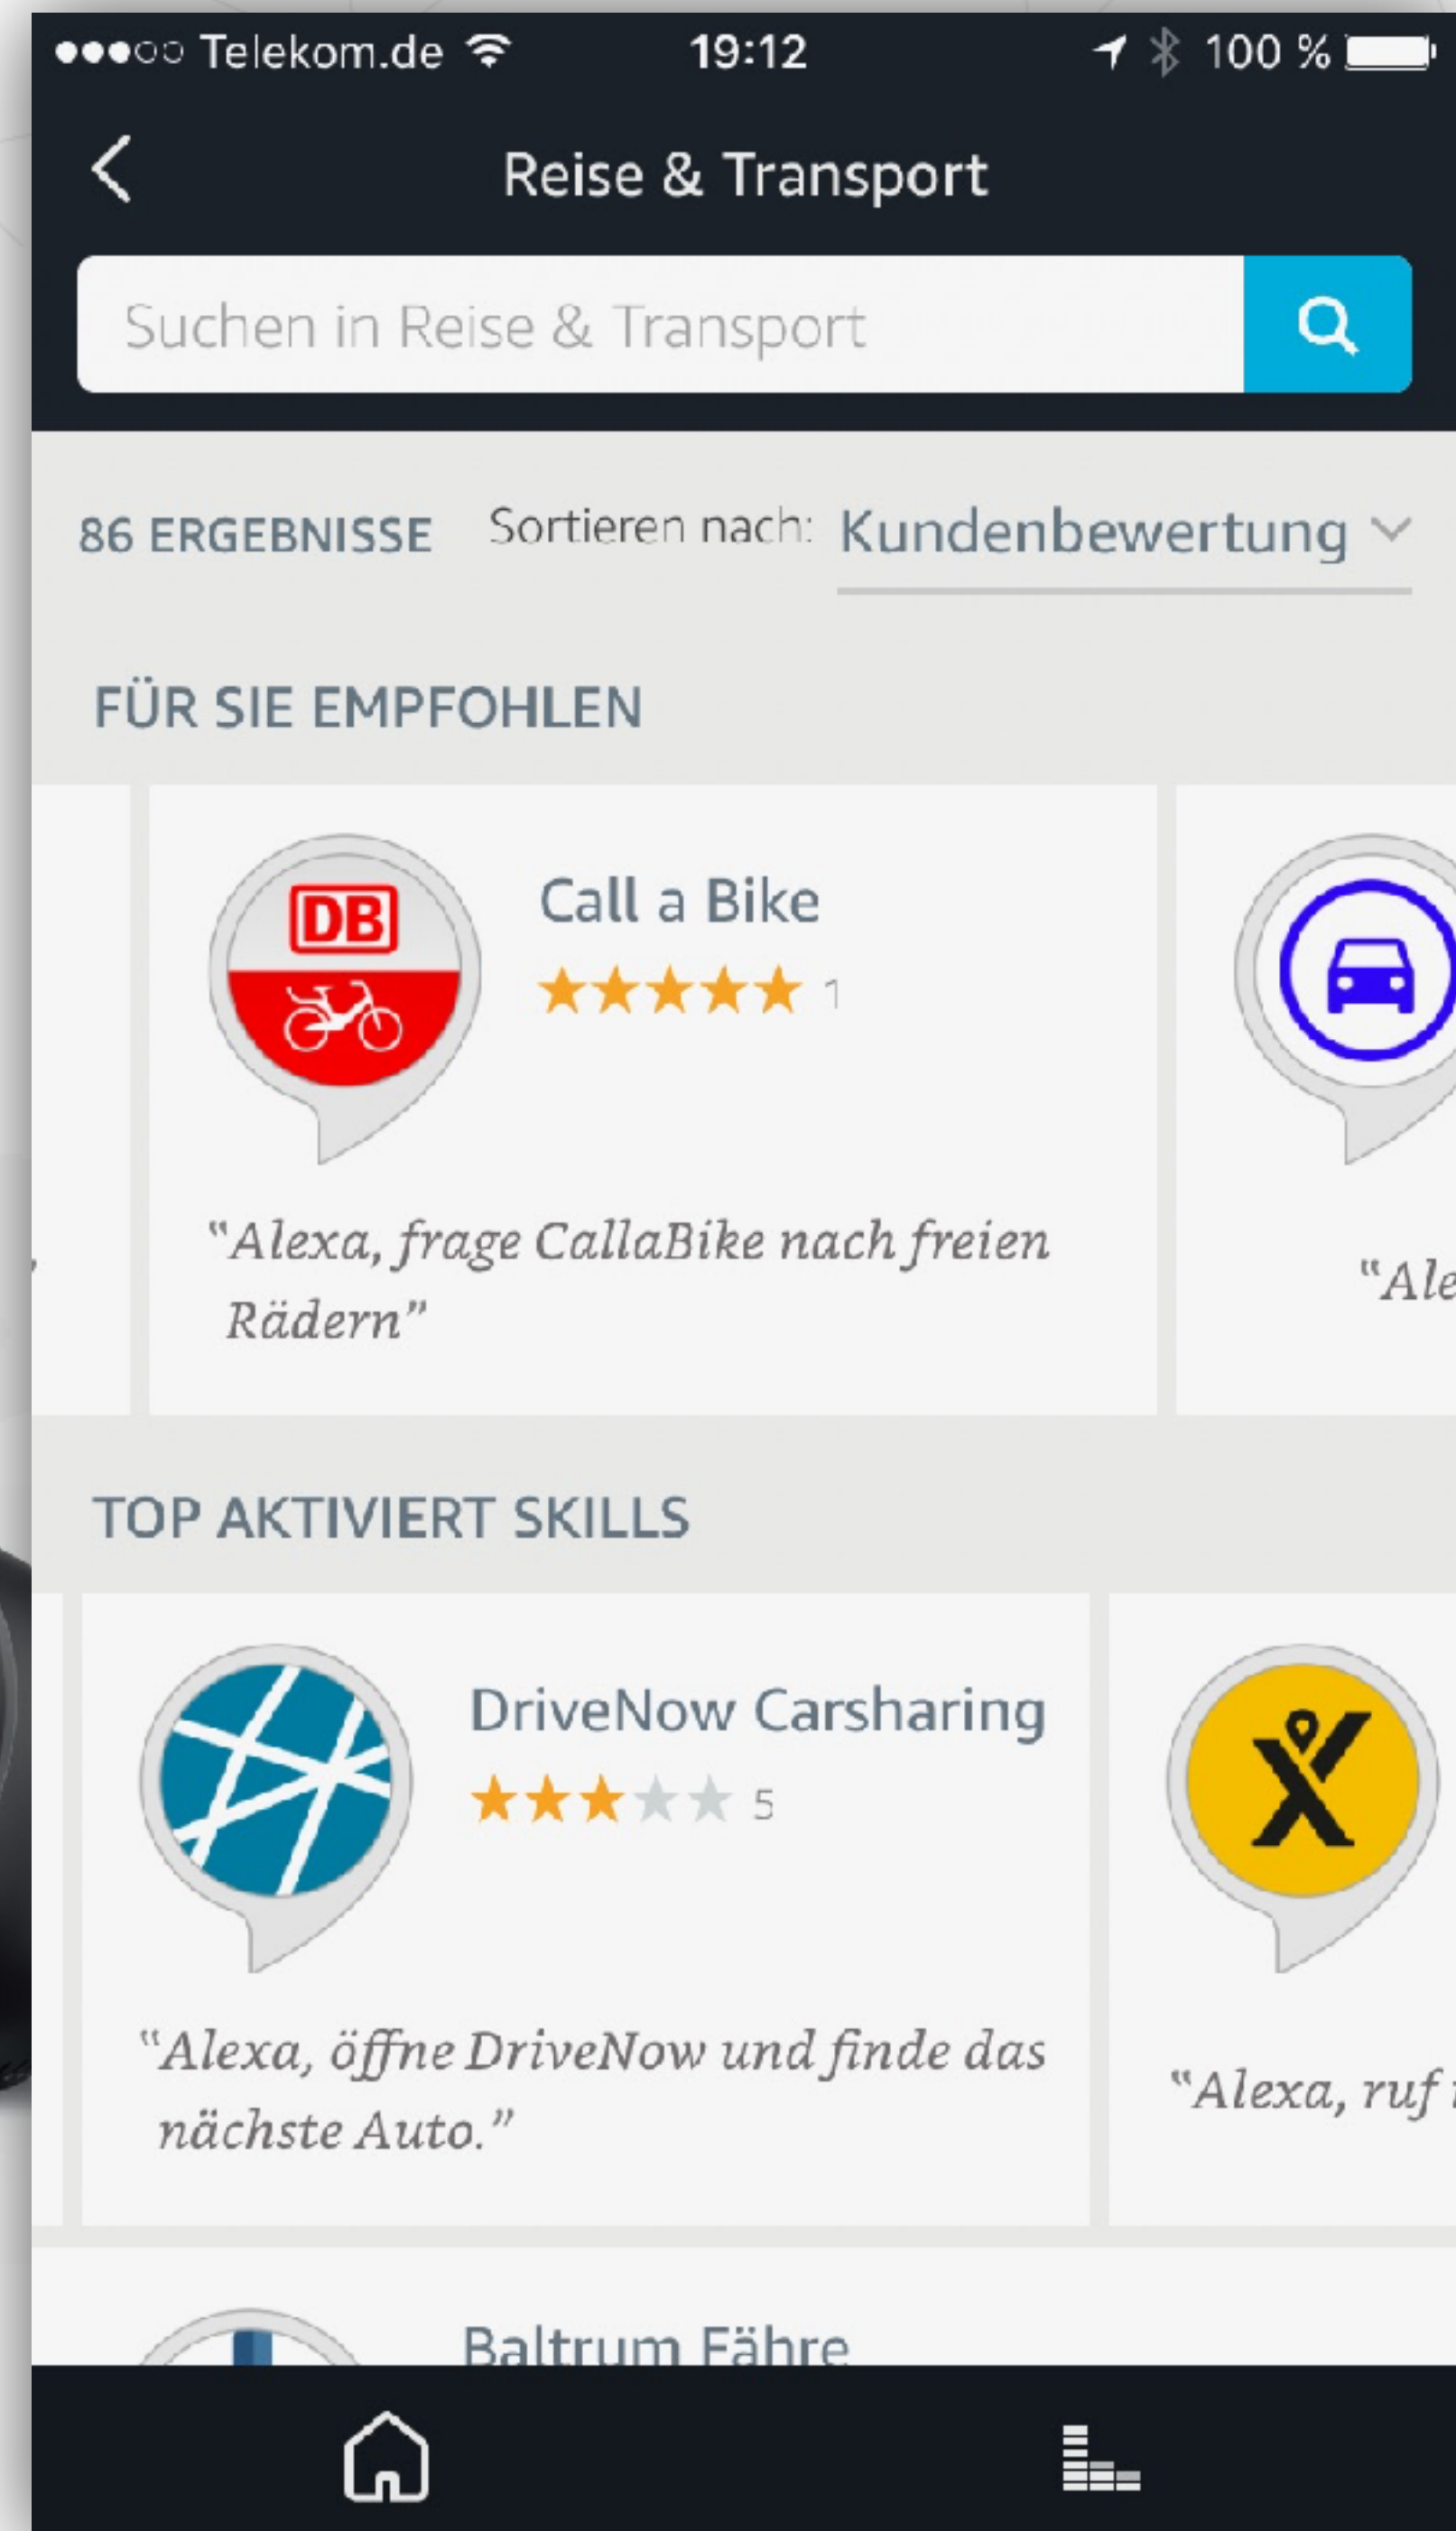 Telekom.de 19:12 100 %
Reise & Transport
Suchen in Reise & Transport
86 ERGEBNISSE Sortieren nach: Kundenbewertung
FÜR SIE EMPFOHLEN
DB
Call a Bike
1
"Alexa, frage CallaBike nach freien
Rädern"
"Ale
TOP AKTIVIERT SKILLS
DriveNow Carsharing
5
"Alexa, öffne DriveNow und finde das
nächste Auto."
"Alexa, ruf
Baltrum Fähre